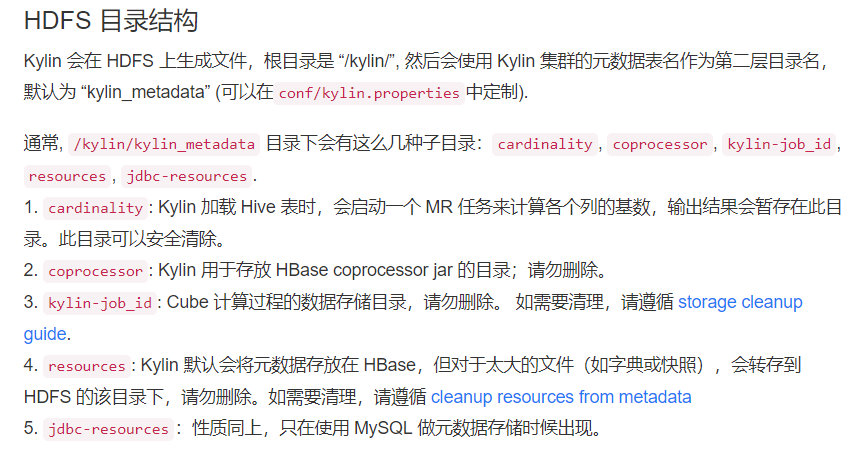 HDFS 目录结构
Kylin 会在 HDFS 上生成文件，根目录是 “/kylin/”, 然后会使用 Kylin 集群的元数据表名作为第二层目录名，
默认为 “kylin_metadata” (可以在 conf/kylin.properties 中定制).
通常, /kylin/kylin_metadata 目录下会有这么几种子目录：cardinality, coprocessor, kylin-job_id,
resources, jdbc-resources.
1. cardinality: Kylin 加载 Hive 表时，会启动一个 MR 任务来计算各个列的基数，输出结果会暂存在此目
录。此目录可以安全清除。
2. coprocessor: Kylin 用于存放 HBase coprocessor jar 的目录；请勿删除。
3. kylin-job_id: Cube 计算过程的数据存储目录，请勿删除。 如需要清理，请遵循 storage cleanup
guide.
4. resources: Kylin 默认会将元数据存放在 HBase，但对于太大的文件（如字典或快照），会转存到
HDFS 的该目录下，请勿删除。如需要清理，请遵循 cleanup resources from metadata
5. jdbc-resources：性质同上，只在使用 MySQL 做元数据存储时候出现。